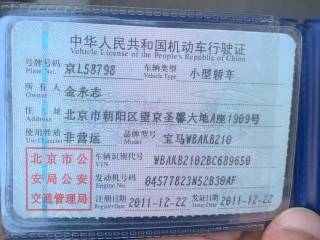 中华人民共和国机动车行驶证
Vehicle License of the People's Republic of China
号牌号码 京L58798 车辆类型 小型轿车
Plate No. Vehicle Type
所有人 金永志
Owner
住址 北京市朝阳区望京圣馨大地A座1909号
Address
使用性质 非营运 品牌型号 宝马WBAKB210
Use Character Model
北京市公安局公安交通管理局
车辆识别代号 WBAKB2102BC689650
VIN
发动机号码 04577823N52B30AF
Engine No.
注册日期 2011-12-22 发证日期 2011-12-22
Register Date Issue Date